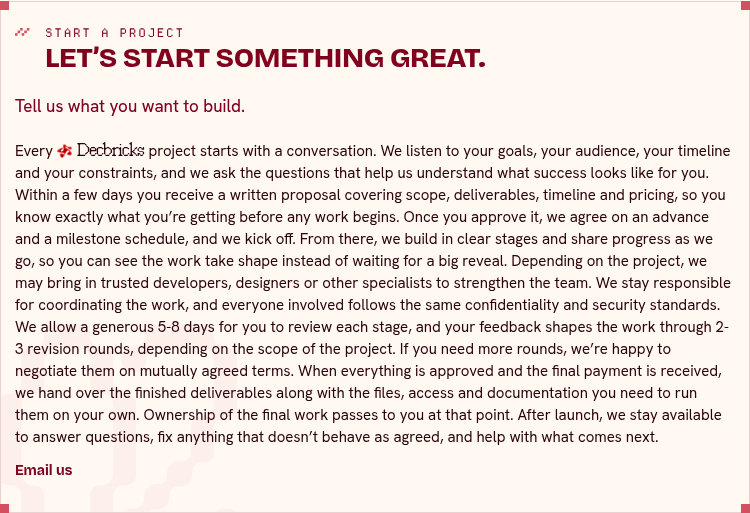 START A PROJECT
LET’S START SOMETHING GREAT.
Tell us what you want to build.
Every Decbricks project starts with a conversation. We listen to your goals, your audience, your timeline
and your constraints, and we ask the questions that help us understand what success looks like for you.
Within a few days you receive a written proposal covering scope, deliverables, timeline and pricing, so you
know exactly what you’re getting before any work begins. Once you approve it, we agree on an advance
and a milestone schedule, and we kick off. From there, we build in clear stages and share progress as we
go, so you can see the work take shape instead of waiting for a big reveal. Depending on the project, we
may bring in trusted developers, designers or other specialists to strengthen the team. We stay responsible
for coordinating the work, and everyone involved follows the same confidentiality and security standards.
We allow a generous 5-8 days for you to review each stage, and your feedback shapes the work through 2-
3 revision rounds, depending on the scope of the project. If you need more rounds, we’re happy to
negotiate them on mutually agreed terms. When everything is approved and the final payment is received,
we hand over the finished deliverables along with the files, access and documentation you need to run
them on your own. Ownership of the final work passes to you at that point. After launch, we stay available
to answer questions, fix anything that doesn’t behave as agreed, and help with what comes next.
Email us